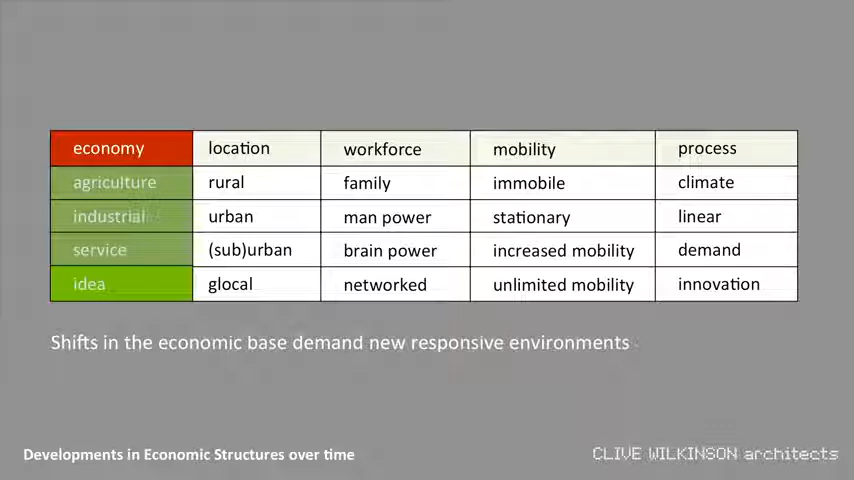 economy location workforce mobility process
agriculture rural family immobile climate
industrial urban man power stationary linear
service (sub)urban brain power increased mobility demand
idea glocal networked unlimited mobility innovation
Shifts in the economic base demand new responsive environments
Developments in Economic Structures over time
CLIVE WILKINSON architects